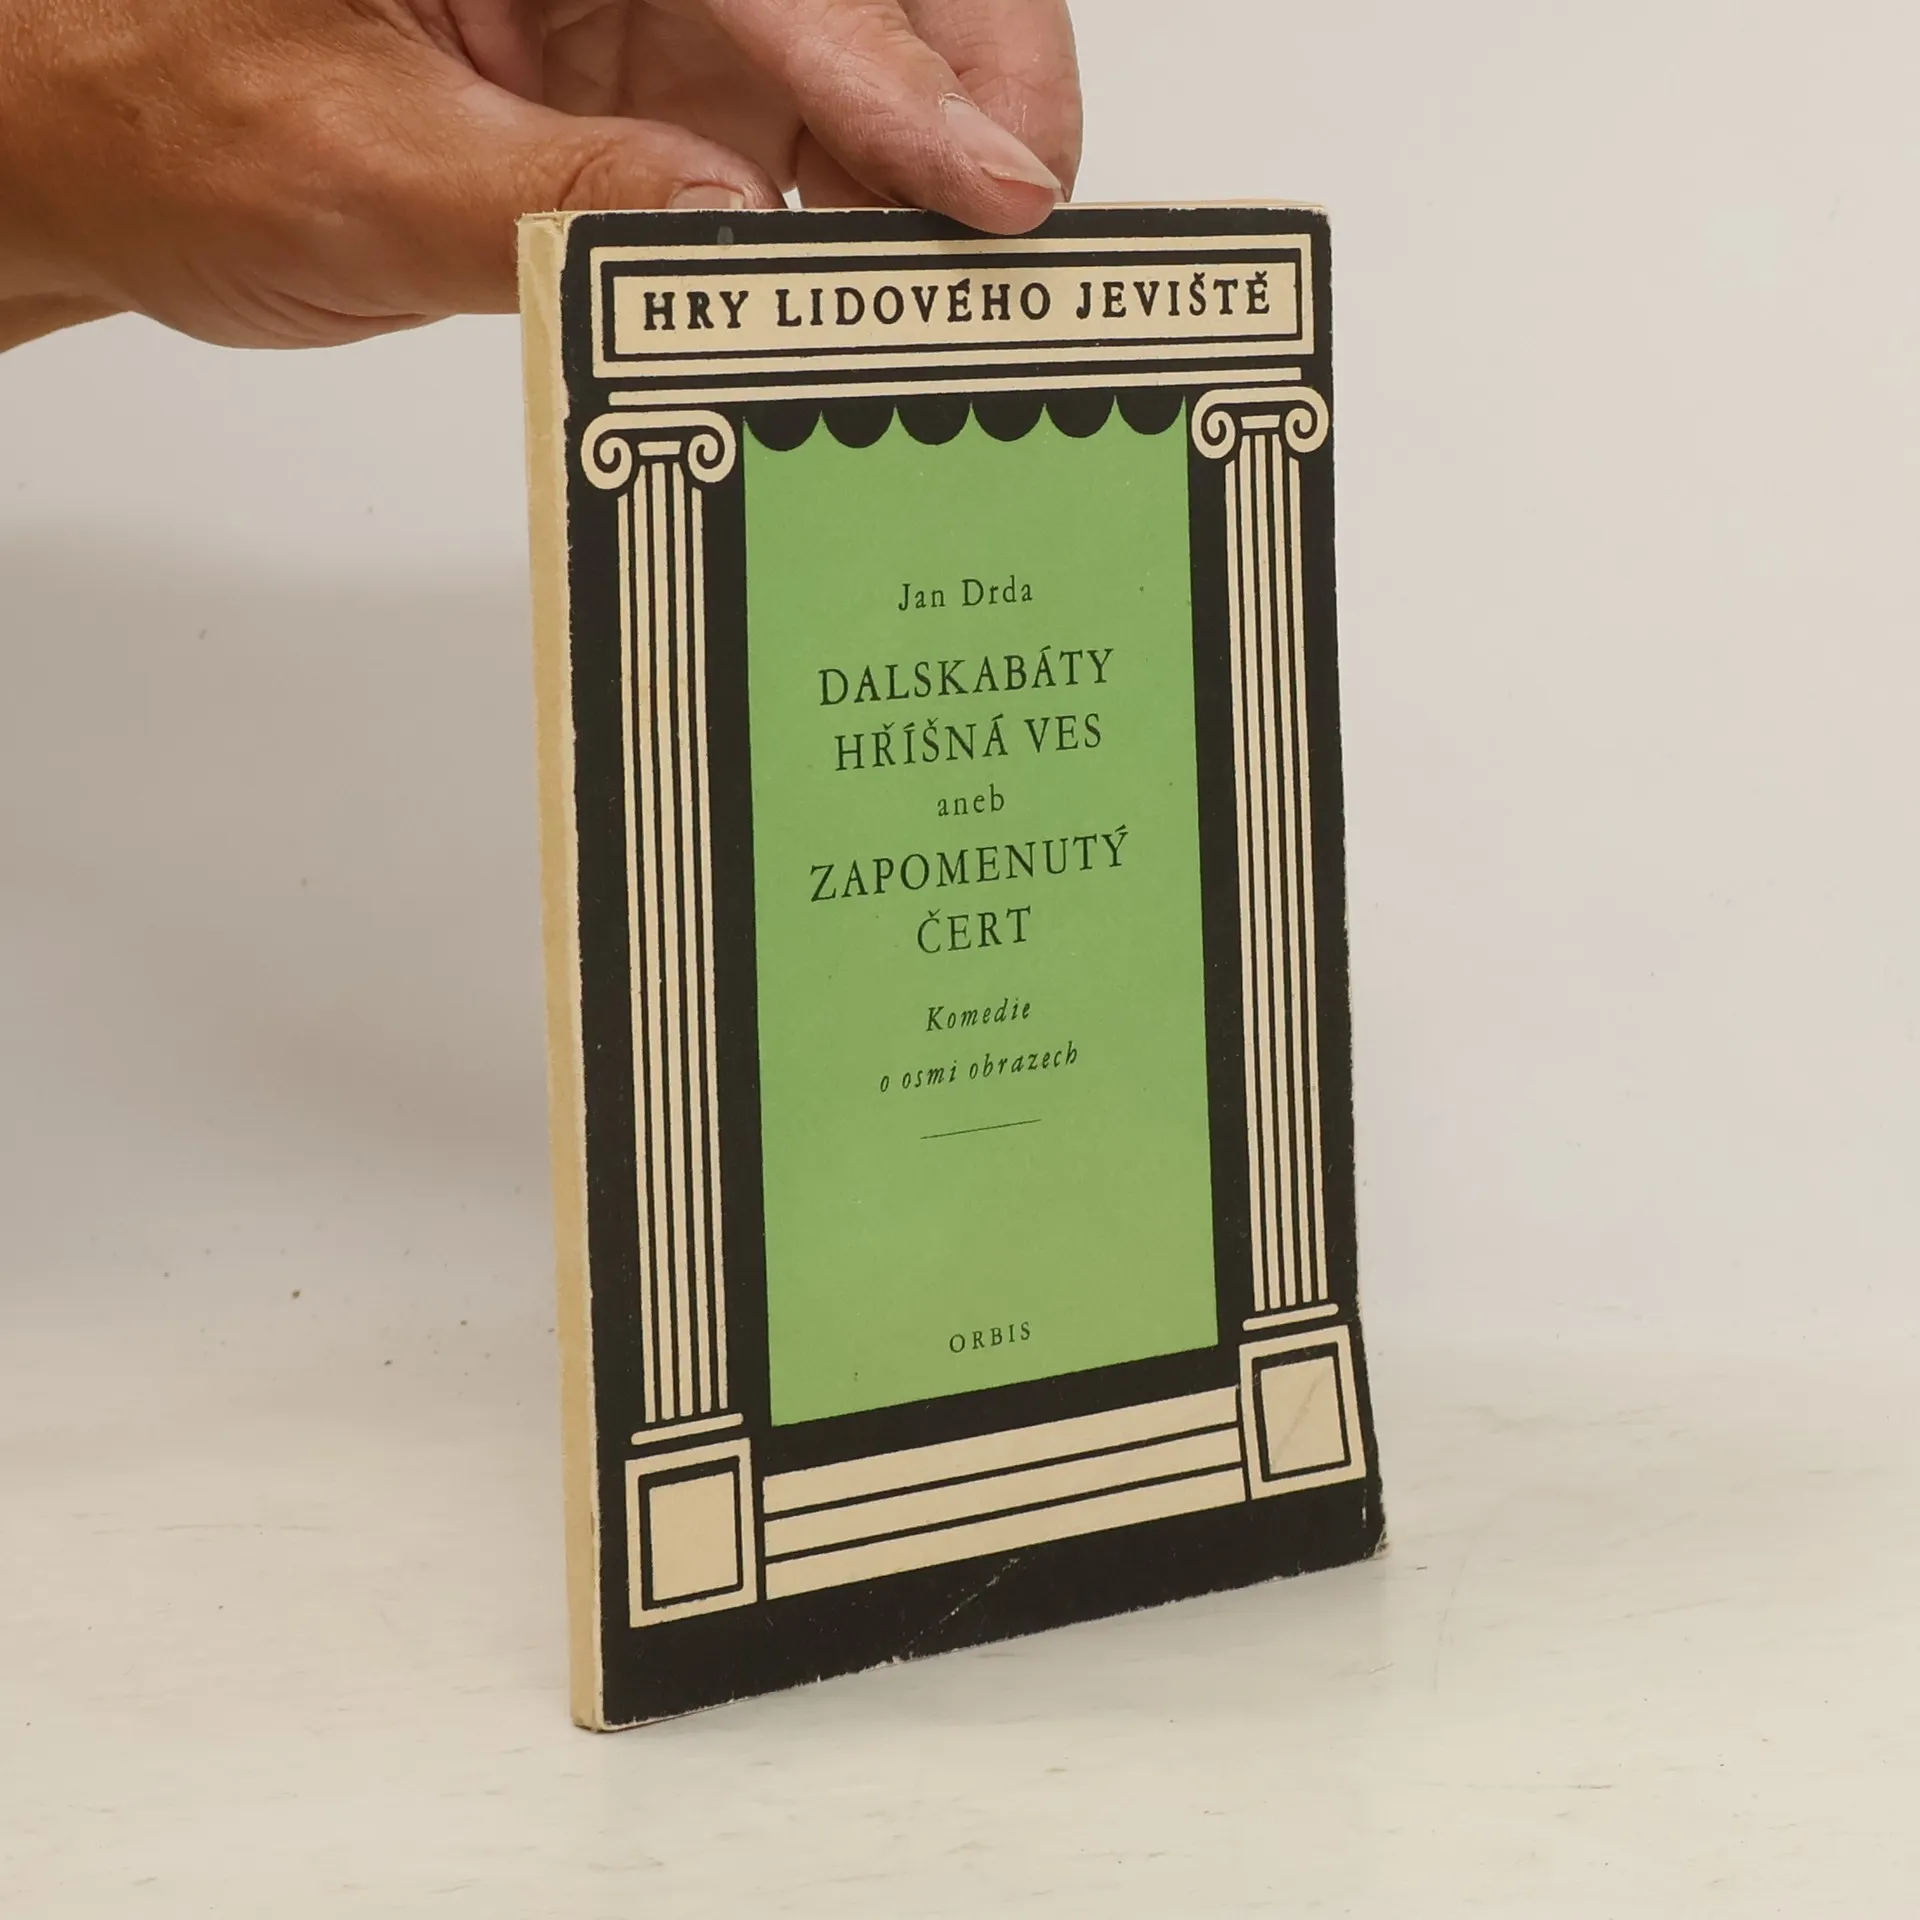 HRY LIDOVÉHO JEVIŠTĚ
Jan Drda
DALSKABÁTY
HŘÍŠNÁ VES
aneb
ZAPOMENUTÝ
ČERT
Komedie
o osmi obrazech
ORBIS